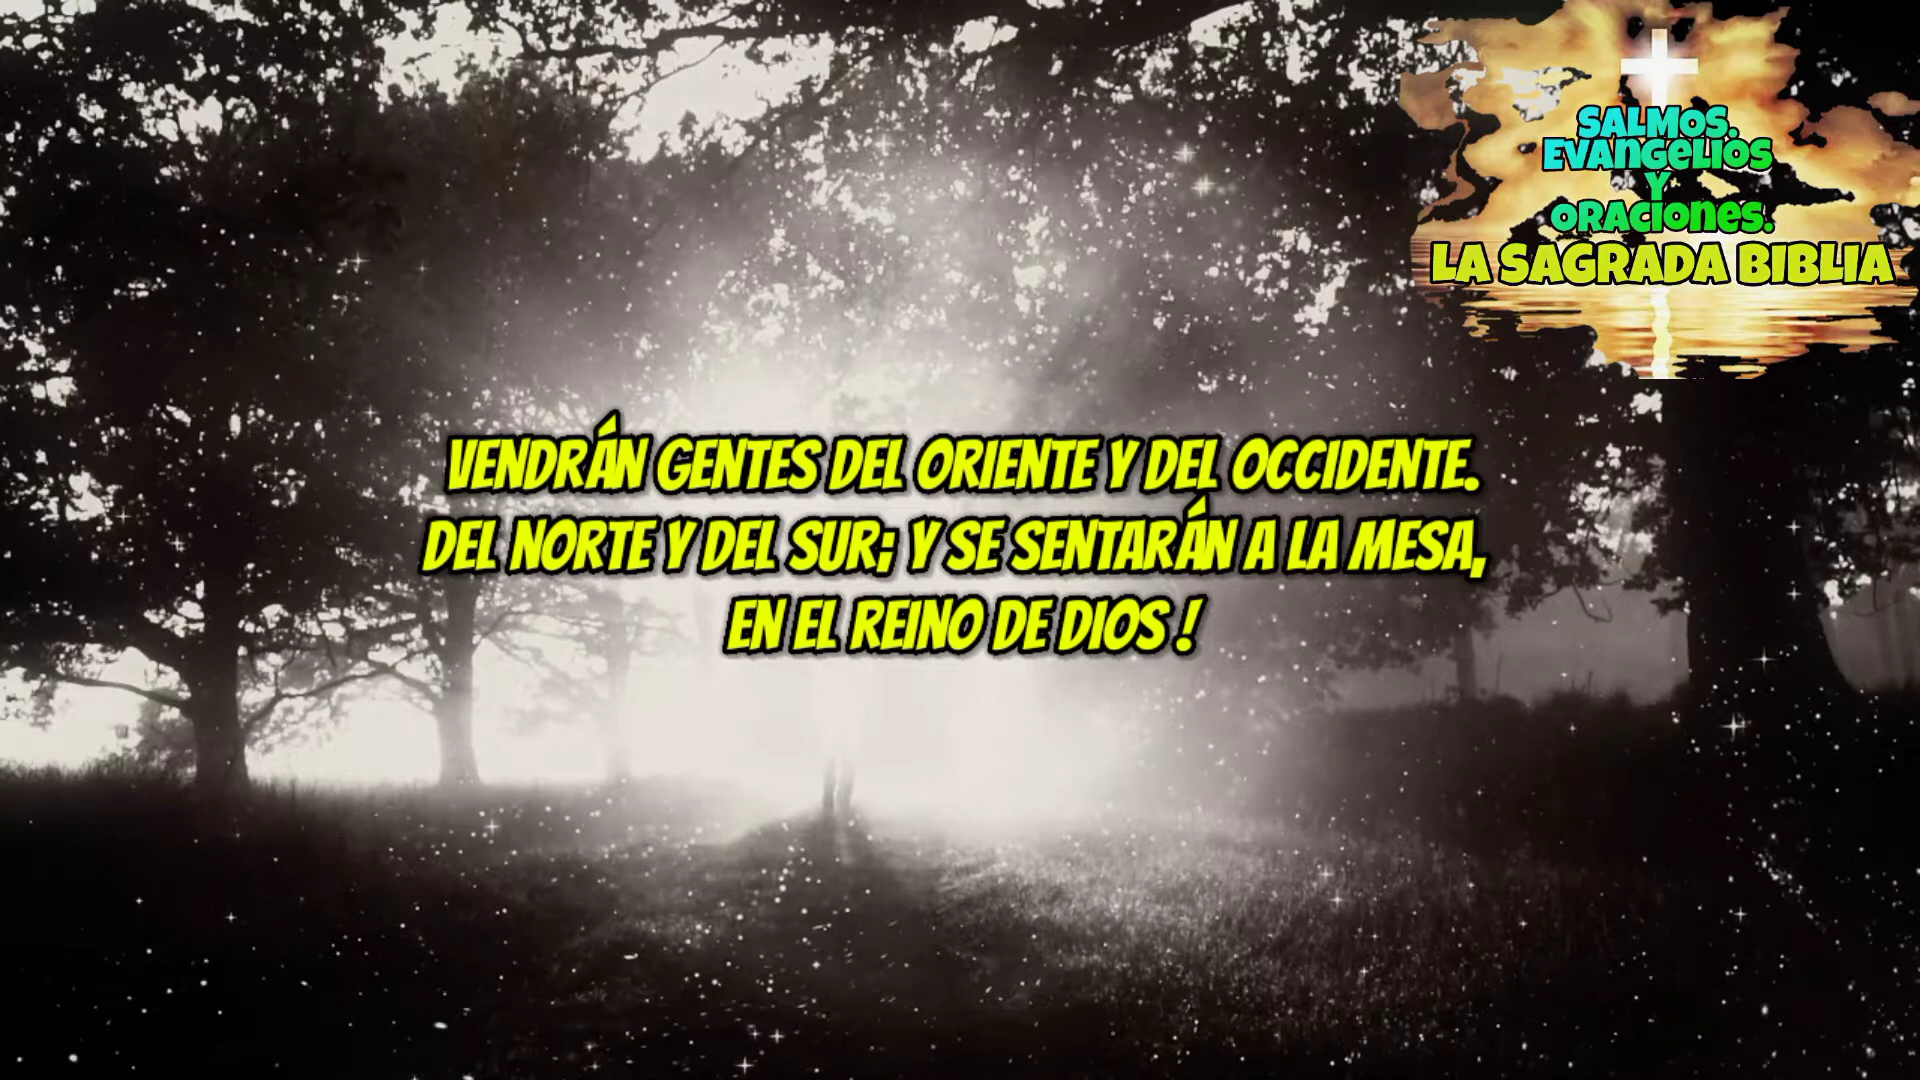 SALMOS.
EVANGELIOS
Y
ORACIONES.
LA SAGRADA BIBLIA
VENDRÁN GENTES DEL ORIENTE Y DEL OCCIDENTE.
DEL NORTE Y DEL SUR; Y SE SENTARÁN A LA MESA,
EN EL REINO DE DIOS !